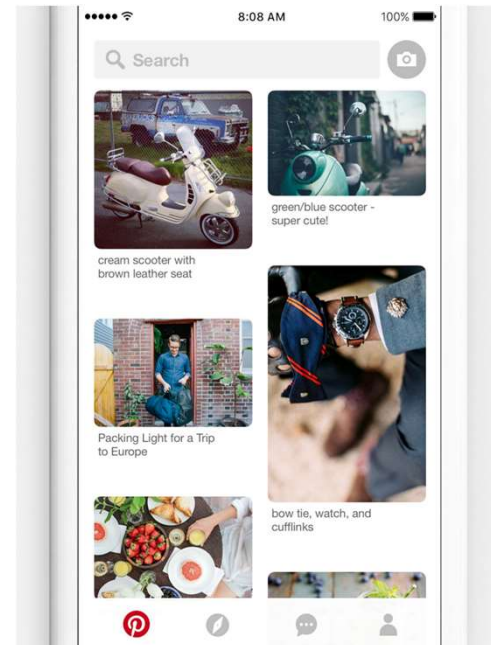 8:08 AM
100%
Search
cream scooter with
brown leather seat
green/blue scooter -
super cute!
Packing Light for a Trip
to Europe
bow tie, watch, and
cufflinks